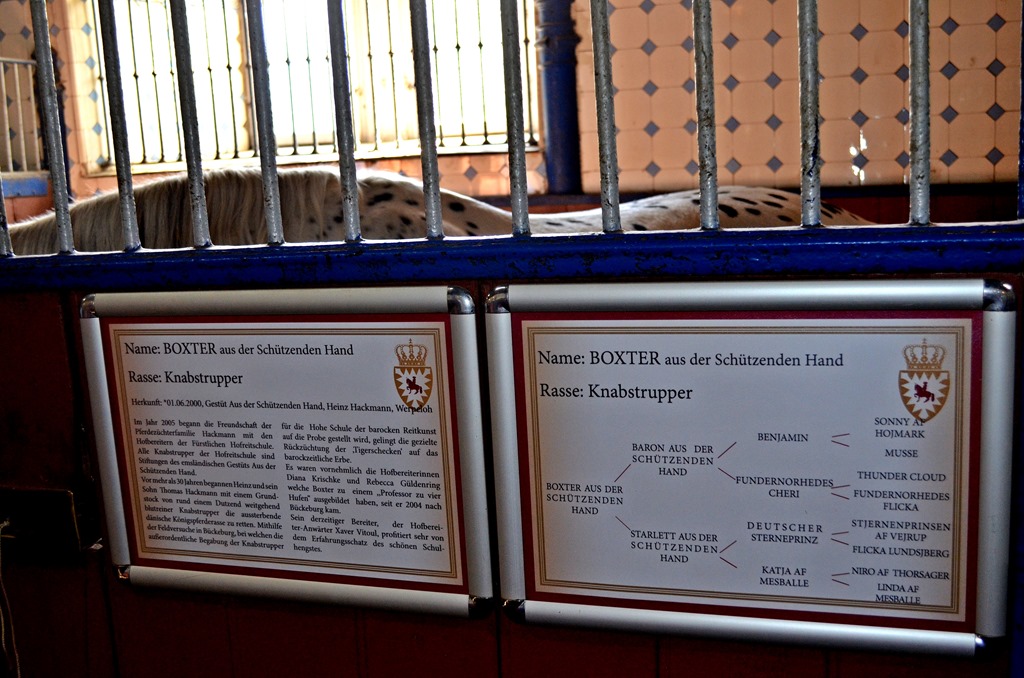 Name: BOXTER aus der Schützenden Hand
Rasse: Knabstrupper
Herkunft: *01.06.2000, Gestüt Aus der Schützenden Hand, Heinz Hackmann, Werpeloh
Im Jahr 2005 begann die Freundschaft der
Pferdezüchterfamilie Hackmann mit den
Hofbereitern der Fürstlichen Hofreitschule.
Alle Knabstrupper der Hofreitschule sind
Stiftungen des emsländischen Gestüts Aus der
Schützenden Hand.
Vor mehr als 30 Jahren begannen Heinz und sein
Sohn Thomas Hackmann mit einem Grund-
stock von rund einem Dutzend weitgehend
blutreiner Knabstrupper die aussterbende
dänische Königspferderasse zu retten. Mithilfe
der Feldversuche in Bückeburg, bei welchen die
außerordentliche Begabung der Knabstrupper
für die Hohe Schule der barocken Reitkunst
auf die Probe gestellt wird, gelingt die gezielte
Rückzüchtung der ‚Tigerschecken' auf das
barockzeitliche Erbe.
Es waren vornehmlich die Hofbereiterinnen
Diana Krischke und Rebecca Güldenring
welche Boxter zu einem „Professor zu vier
Hufen" ausgebildet haben, seit er 2004 nach
Bückeburg kam.
Sein derzeitiger Bereiter, der Hofberei-
ter-Anwärter Xaver Vitoul, profitiert sehr von
dem Erfahrungsschatz des schönen Schul-
hengstes.
Name: BOXTER aus der Schützenden Hand
Rasse: Knabstrupper
BOXTER AUS DER
SCHÜTZENDEN
HAND
BARON AUS DER
SCHÜTZENDEN
HAND
STARLETT AUS DER
SCHÜTZENDEN
HAND
BENJAMIN
FUNDERNORHEDES
CHERI
DEUTSCHER
STERNEPRINZ
KATJA AF
MESBALLE
SONNY AF
HOJMARK
MUSSE
THUNDER CLOUD
FUNDERNORHEDES
FLICKA
STJERNENPRINSEN
AF VEJRUP
FLICKA LUNDSJBERG
NIRO AF THORSAGER
LINDA AF
MESBALLE